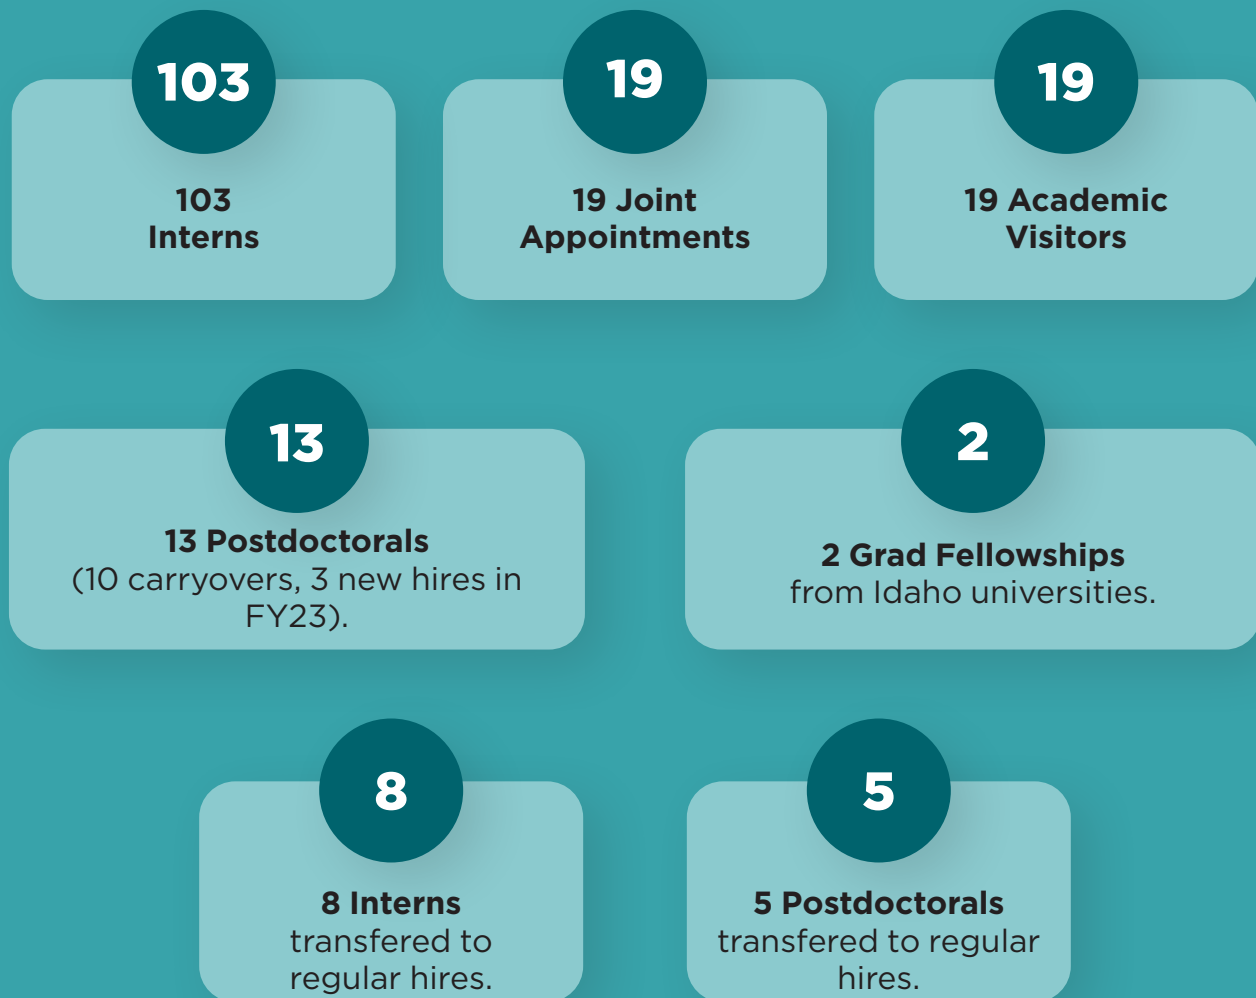 103
103
Interns
19
19 Joint
Appointments
19
19 Academic
Visitors
13
13 Postdoctorals
(10 carryovers, 3 new hires in
FY23).
2
2 Grad Fellowships
from Idaho universities.
8
8 Interns
transfered to
regular hires.
5
5 Postdoctorals
transfered to regular
hires.